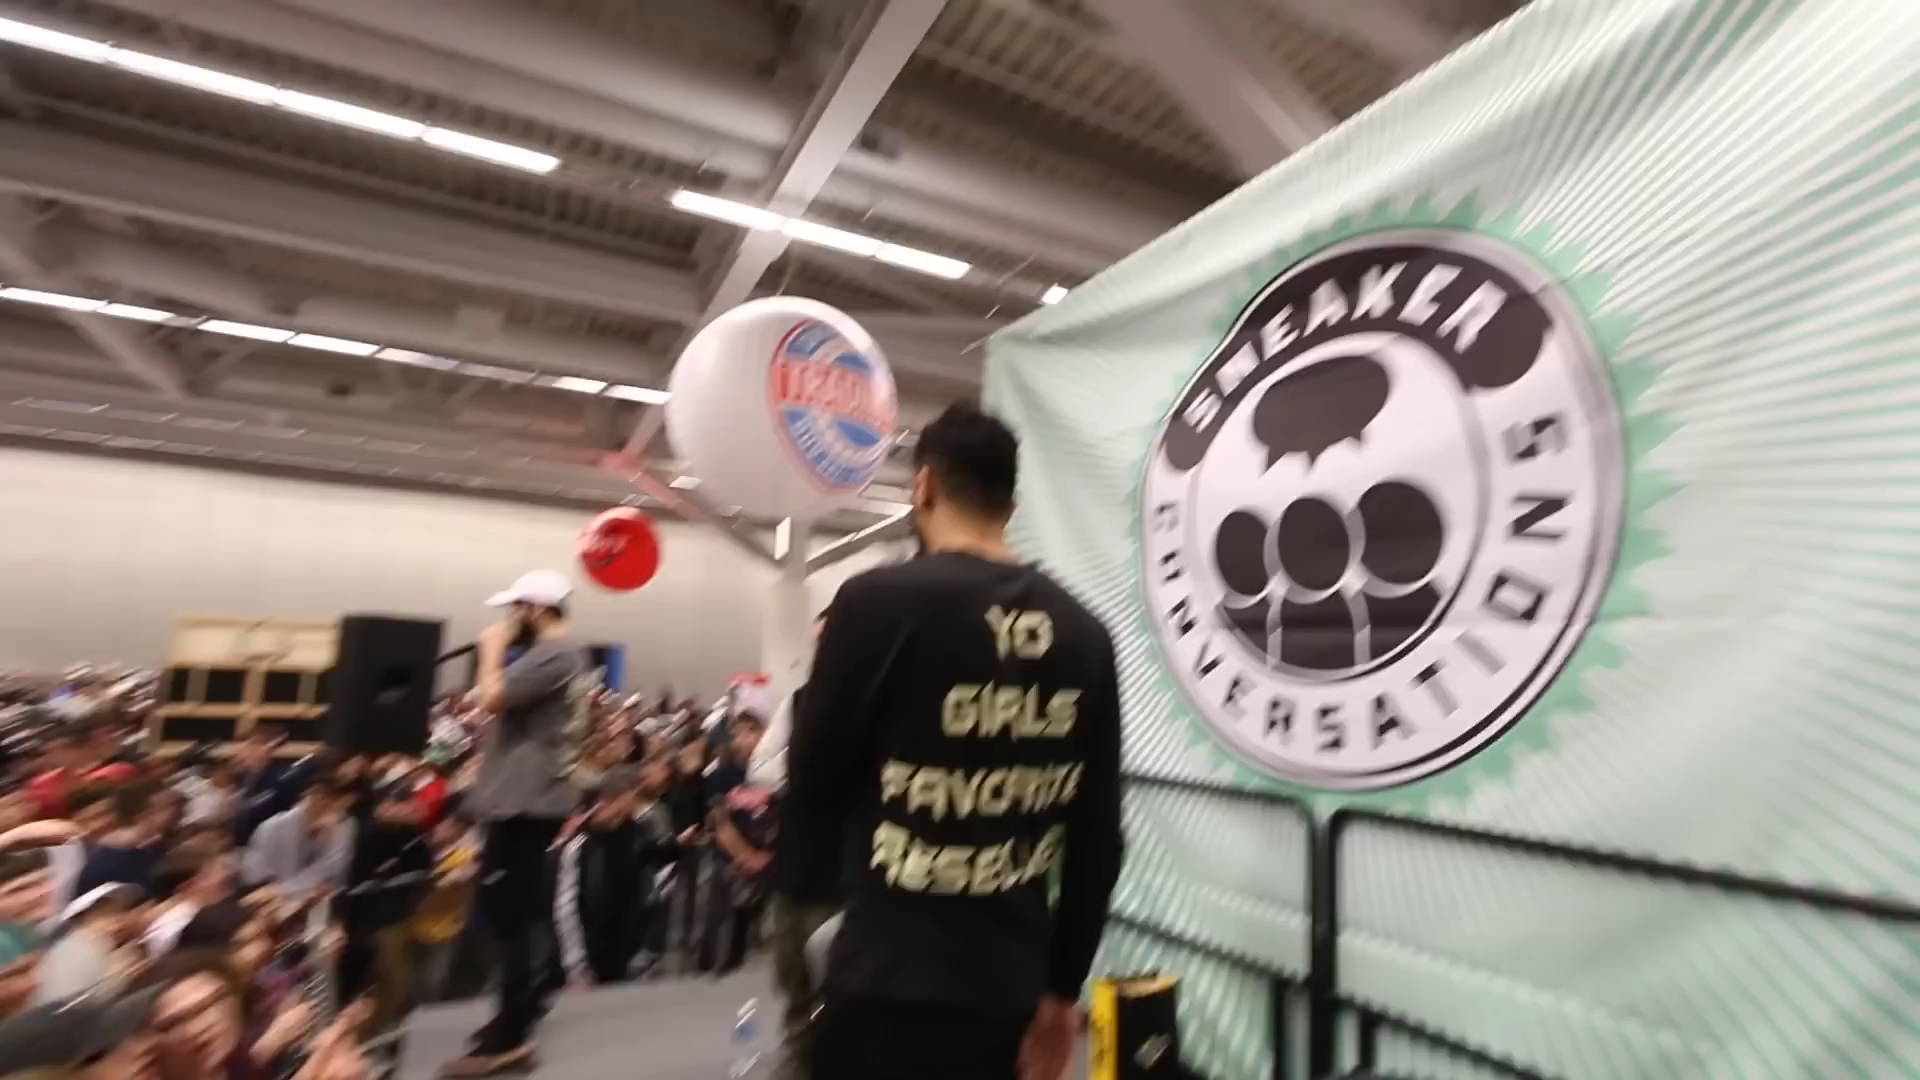 SNEAKER
CONVERSATIONS
YO
GIRLS
FAVORITE
RESELLER